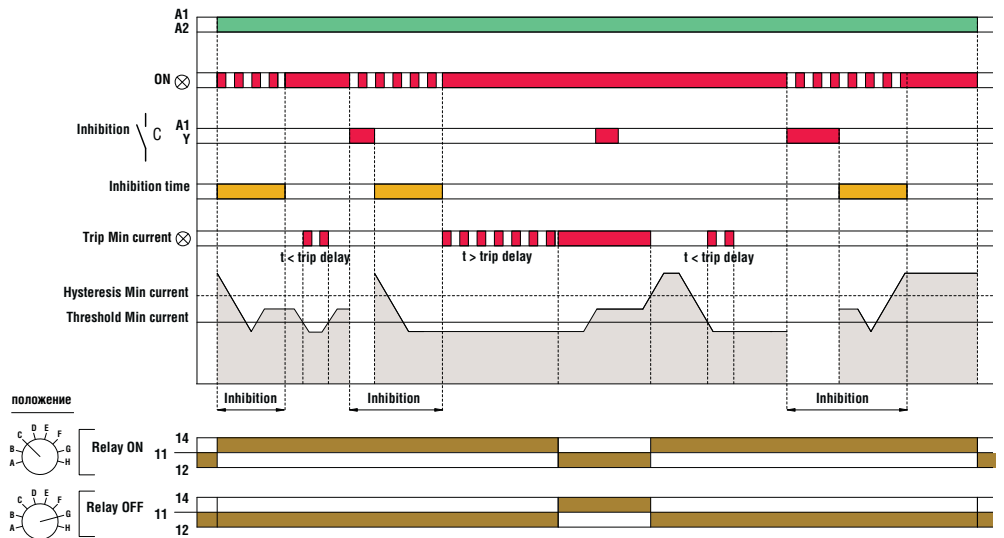 A1
A2
ON
Inhibition C A1
Y
Inhibition time
Trip Min current
t < trip delay t > trip delay t < trip delay
Hysteresis Min current
Threshold Min current
Inhibition Inhibition Inhibition
положение
A B C D E F G H
Relay ON 11 14
12
A B C D E F G H
Relay OFF 11 14
12